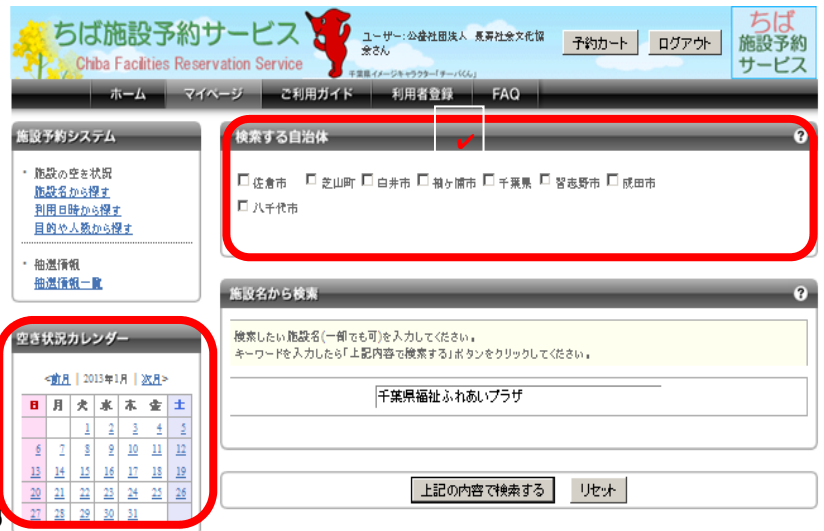 ちば施設予約サービス
Chiba Facilities Reservation Service
千葉県イメージキャラクター「チーバくん」
ユーザー:公益社団法人 長寿社会文化協
会さん
予約カート
ログアウト
ちば
施設予約
サービス
ホーム マイページ ご利用ガイド 利用者登録 FAQ
施設予約システム
・ 施設の空き状況
施設名から探す
利用日時から探す
目的や人数から探す
・ 抽選情報
抽選情報一覧
空き状況カレンダー
<前月 | 2013年1月 | 次月>
日 月 火 水 木 金 土
1 2 3 4 5
6 7 8 9 10 11 12
13 14 15 16 17 18 19
20 21 22 23 24 25 26
27 28 29 30 31
検索する自治体 ?
佐倉市 芝山町 白井市 袖ヶ浦市 千葉県 習志野市 成田市
八千代市
施設名から検索 ?
検索したい施設名(一部でも可)を入力してください。
キーワードを入力したら「上記内容で検索する」ボタンをクリックしてください。
千葉県福祉ふれあいプラザ
上記の内容で検索する
リセット